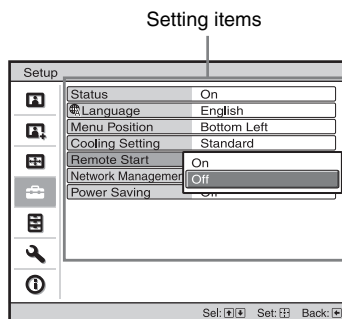 Setting items
Setup
Status On
Language English
Menu Position Bottom Left
Cooling Setting Standard
Remote Start On
Network Managemen Off
Power Saving
Sel: Set: Back: